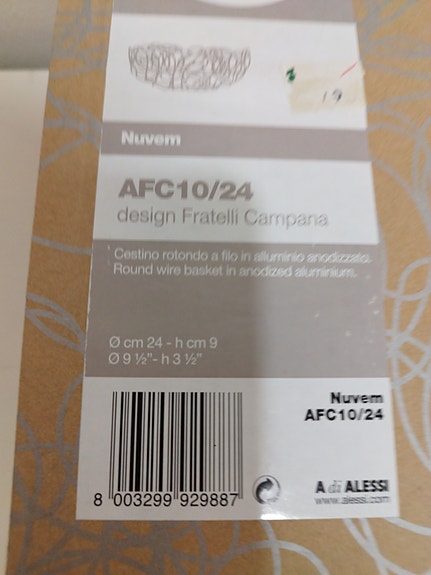 19
Nuvem
AFC10/24
design Fratelli Campana
Cestino rotondo a filo in alluminio anodizzato.
Round wire basket in anodized aluminium.
Ø cm 24 - h cm 9
Ø 9 ½”- h 3 ½”
Nuvem
AFC10/24
8 003299 929887
A di ALESSI
www.alessi.com